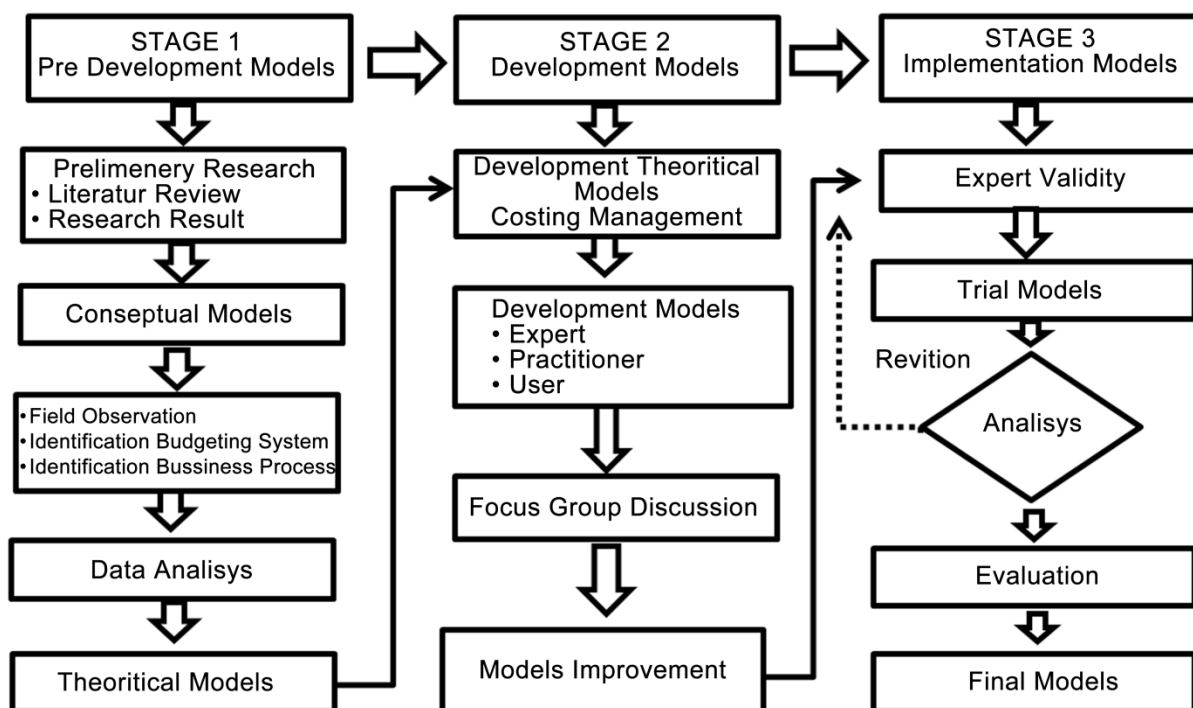 STAGE 1
Pre Development Models
Prelimenery Research
• Literatur Review
• Research Result
Conseptual Models
• Field Observation
• Identification Budgeting System
• Identification Bussiness Process
Data Analisys
Theoritical Models
STAGE 2
Development Models
Development Theoritical
Models
Costing Management
Development Models
• Expert
• Practitioner
• User
Focus Group Discussion
Models Improvement
STAGE 3
Implementation Models
Expert Validity
Trial Models
Revition
Analisys
Evaluation
Final Models